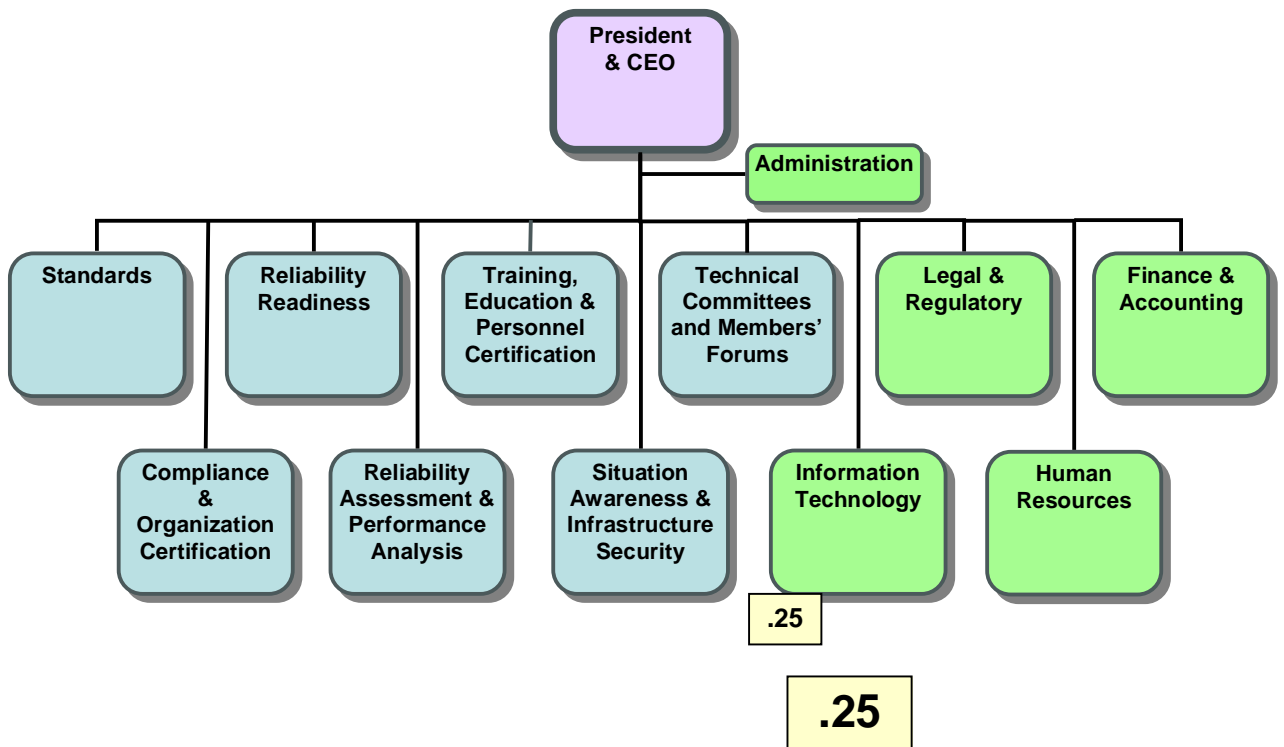 President
& CEO
Administration
Standards
Reliability
Readiness
Training,
Education &
Personnel
Certification
Technical
Committees
and Members’
Forums
Legal &
Regulatory
Finance &
Accounting
Compliance
&
Organization
Certification
Reliability
Assessment &
Performance
Analysis
Situation
Awareness &
Infrastructure
Security
Information
Technology
Human
Resources
.25
.25